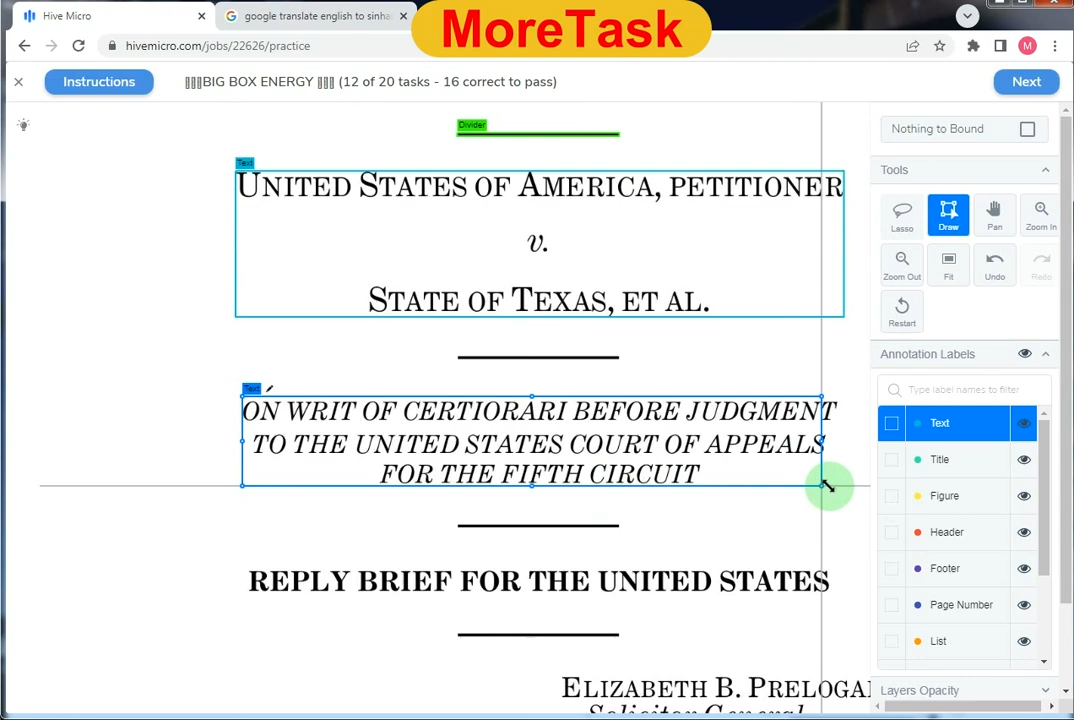 Hive Micro
google translate english to sinha
MoreTask
hivemicro.com/jobs/22626/practice
M
Instructions
BIG BOX ENERGY (12 of 20 tasks - 16 correct to pass)
Next
Divider
Text
UNITED STATES OF AMERICA, PETITIONER
v.
STATE OF TEXAS, ET AL.
Text
ON WRIT OF CERTIORARI BEFORE JUDGMENT
TO THE UNITED STATES COURT OF APPEALS
FOR THE FIFTH CIRCUIT
REPLY BRIEF FOR THE UNITED STATES
ELIZABETH B. PRELOGA
Solicitor General
Nothing to Bound
Tools
Lasso
Draw
Pan
Zoom In
Zoom Out
Fit
Undo
Redo
Restart
Annotation Labels
Type label names to filter
Text
Title
Figure
Header
Footer
Page Number
List
Layers Opacity